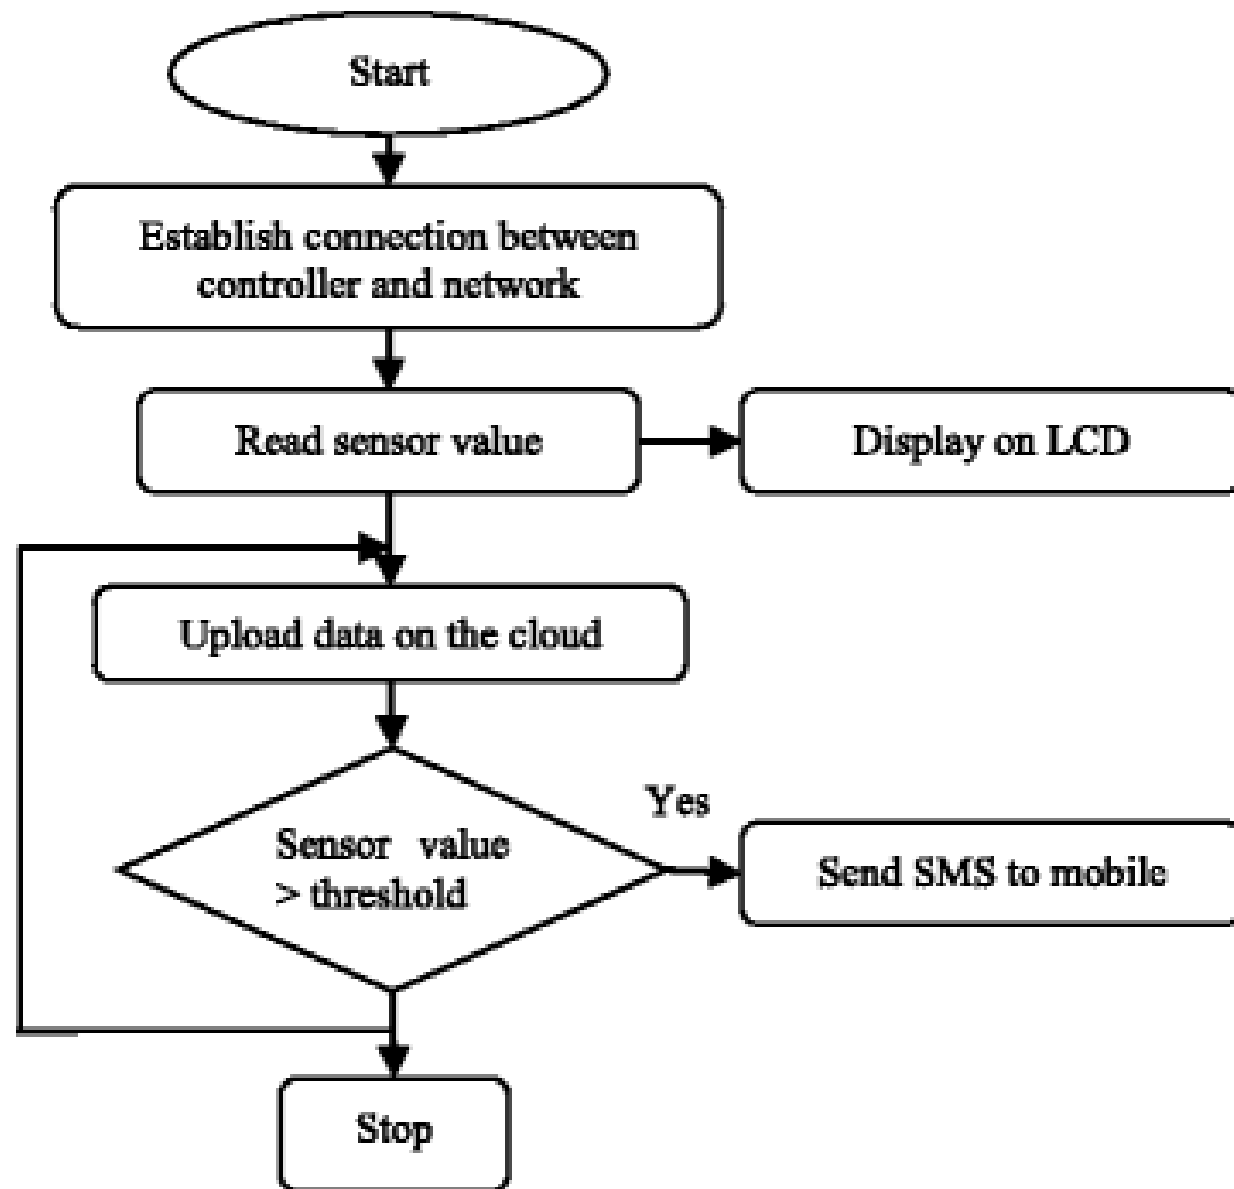 Start
Establish connection between
controller and network
Read sensor value
Display on LCD
Upload data on the cloud
Yes
Sensor value
> threshold
Send SMS to mobile
Stop